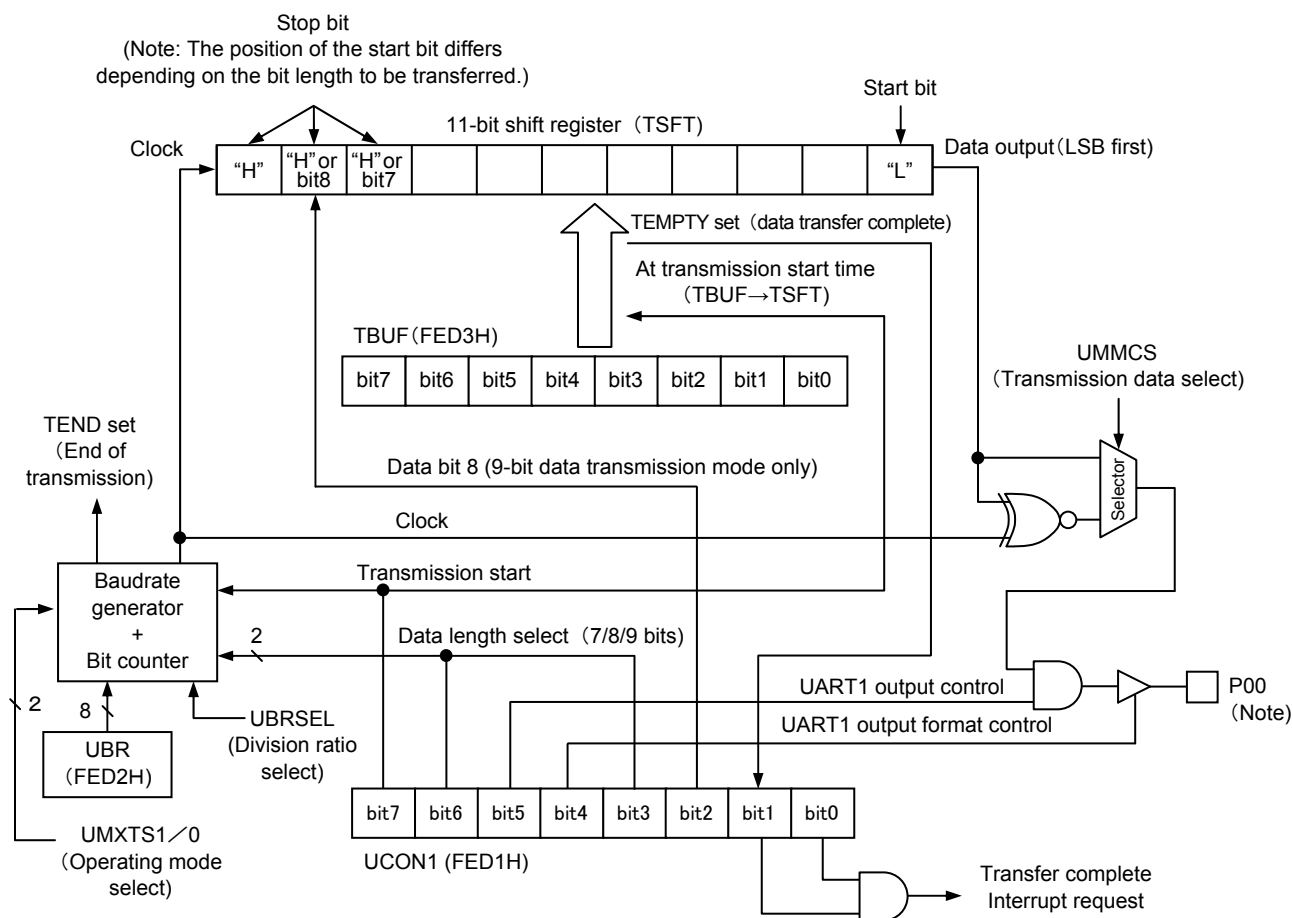 Stop bit
(Note: The position of the start bit differs
depending on the bit length to be transferred.)
Start bit
11-bit shift register（TSFT）
Clock
Data output（LSB first）
“H”
“H” or
bit8
“H” or
bit7
“L”
TEMPTY set（data transfer complete）
At transmission start time
（TBUF→TSFT）
TBUF（FED3H）
bit7 bit6 bit5 bit4 bit3 bit2 bit1 bit0
UMMCS
（Transmission data select）
Selector
TEND set
（End of
transmission）
Data bit 8 (9-bit data transmission mode only)
Clock
Baudrate
generator
+
Bit counter
Transmission start
2
Data length select（7/8/9 bits）
2
8
UBR
(FED2H)
UBRSEL
(Division ratio
select)
UART1 output control
UART1 output format control
P00
（Note）
bit7 bit6 bit5 bit4 bit3 bit2 bit1 bit0
UCON1 (FED1H)
UMXTS1／0
（Operating mode
select）
Transfer complete
Interrupt request